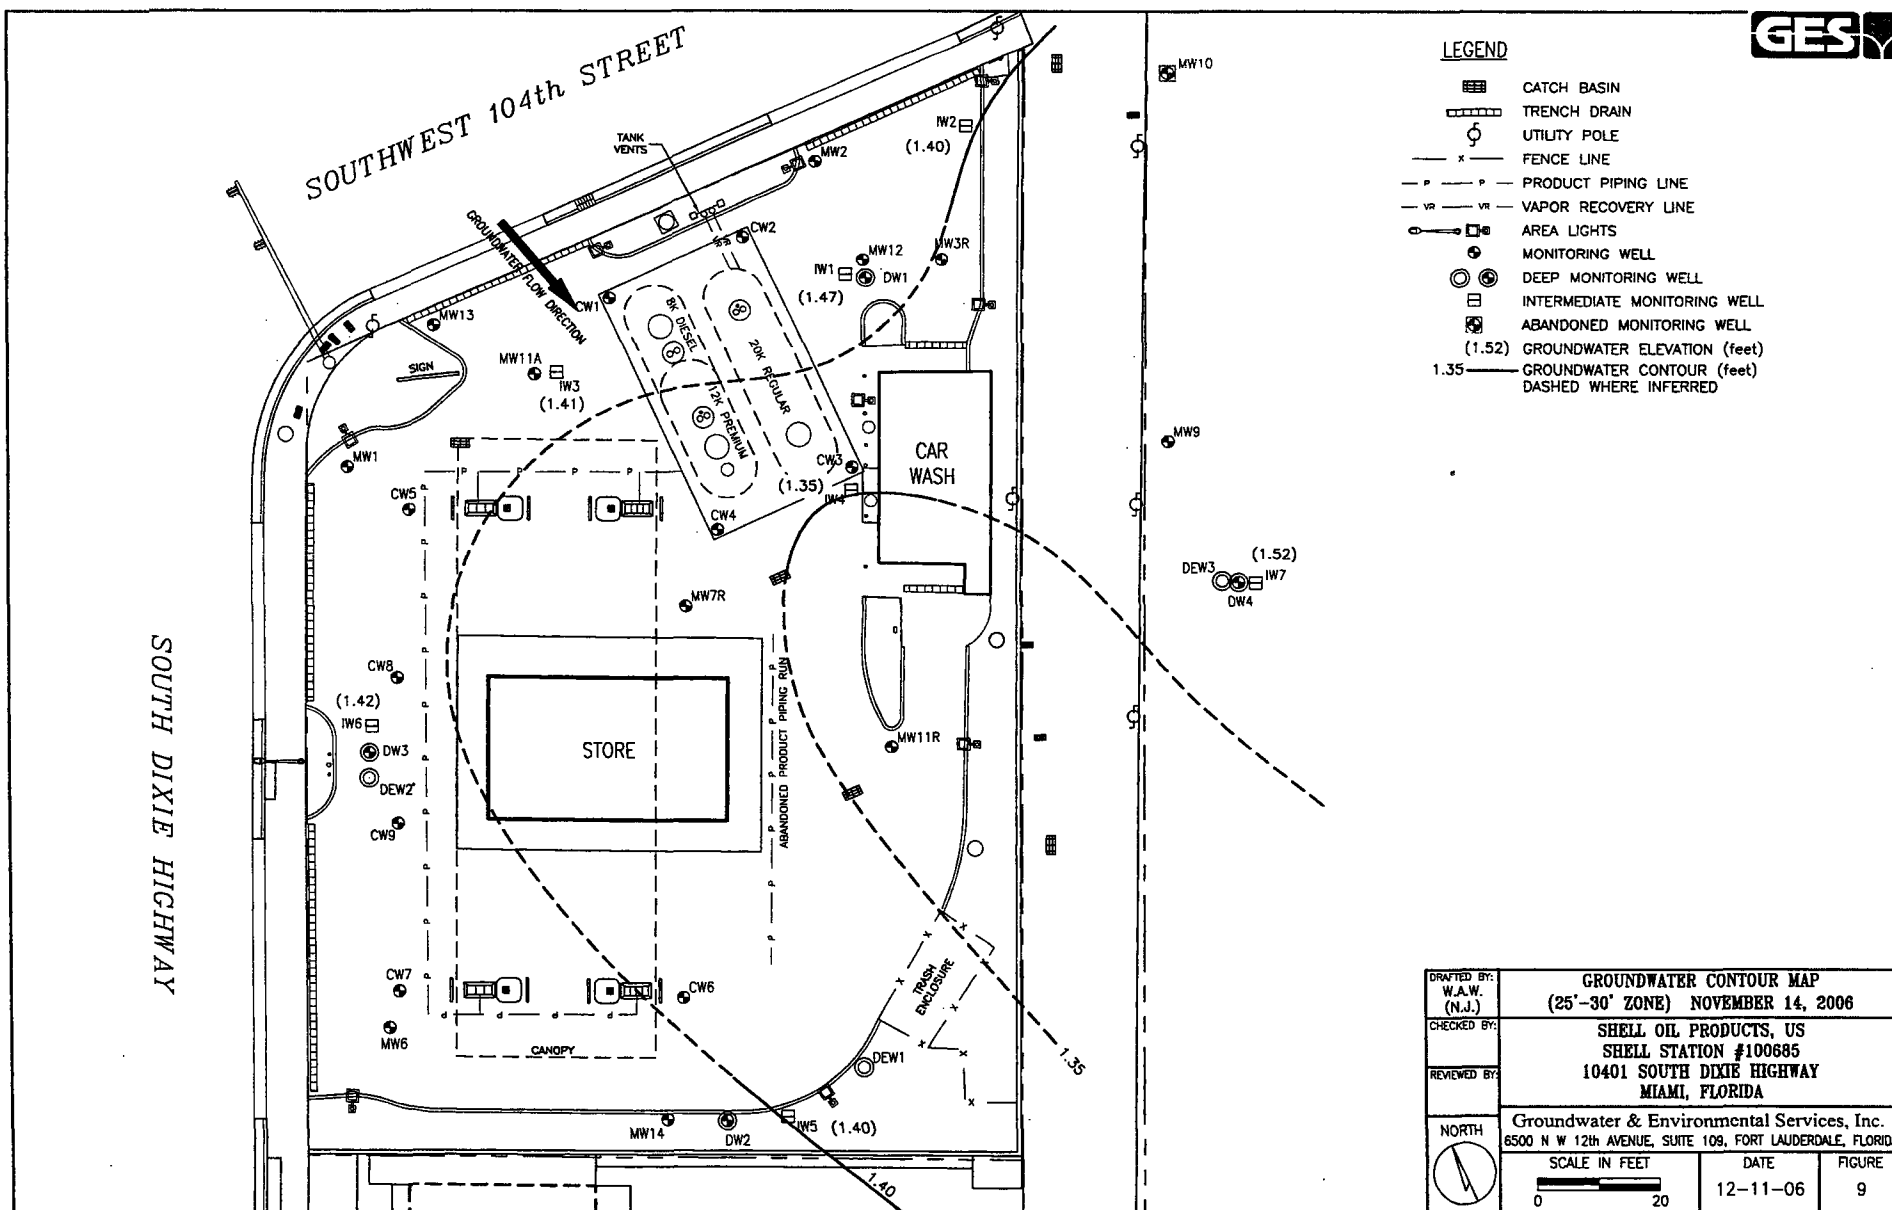 GES
LEGEND
CATCH BASIN
TRENCH DRAIN
UTILITY POLE
x FENCE LINE
P P PRODUCT PIPING LINE
VR VR VAPOR RECOVERY LINE
AREA LIGHTS
MONITORING WELL
DEEP MONITORING WELL
INTERMEDIATE MONITORING WELL
ABANDONED MONITORING WELL
(1.52) GROUNDWATER ELEVATION (feet)
1.35 GROUNDWATER CONTOUR (feet)
DASHED WHERE INFERRED
SOUTHWEST 104th STREET
SOUTH DIXIE HIGHWAY
GROUNDWATER FLOW DIRECTION
TANK
VENTS
MW10
IW2
(1.40)
MW2
CW2
MW12
MW3R
IW1
DW1
(1.47)
CW1
MW13
8K DIESEL
20K REGULAR
12K PREMIUM
SIGN
MW11A
IW3
(1.41)
MW1
CW3
(1.35)
IW4
CAR
WASH
MW9
CW5
CW4
(1.52)
DEW3
IW7
DW4
MW7R
CW8
(1.42)
IW6
DW3
DEW2
CW9
STORE
ABANDONED PRODUCT PIPING RUN
MW11R
CW7
CW6
MW6
CANOPY
TRASH
ENCLOSURE
DEW1
1.35
MW14
DW2
IW5
(1.40)
1.40
DRAFTED BY:
W.A.W.
(N.J.)
CHECKED BY:
REVIEWED BY:
NORTH
GROUNDWATER CONTOUR MAP
(25'-30' ZONE) NOVEMBER 14, 2006
SHELL OIL PRODUCTS, US
SHELL STATION #100685
10401 SOUTH DIXIE HIGHWAY
MIAMI, FLORIDA
Groundwater & Environmental Services, Inc.
6500 N W 12th AVENUE, SUITE 109, FORT LAUDERDALE, FLORID
SCALE IN FEET
0 20
DATE
12-11-06
FIGURE
9